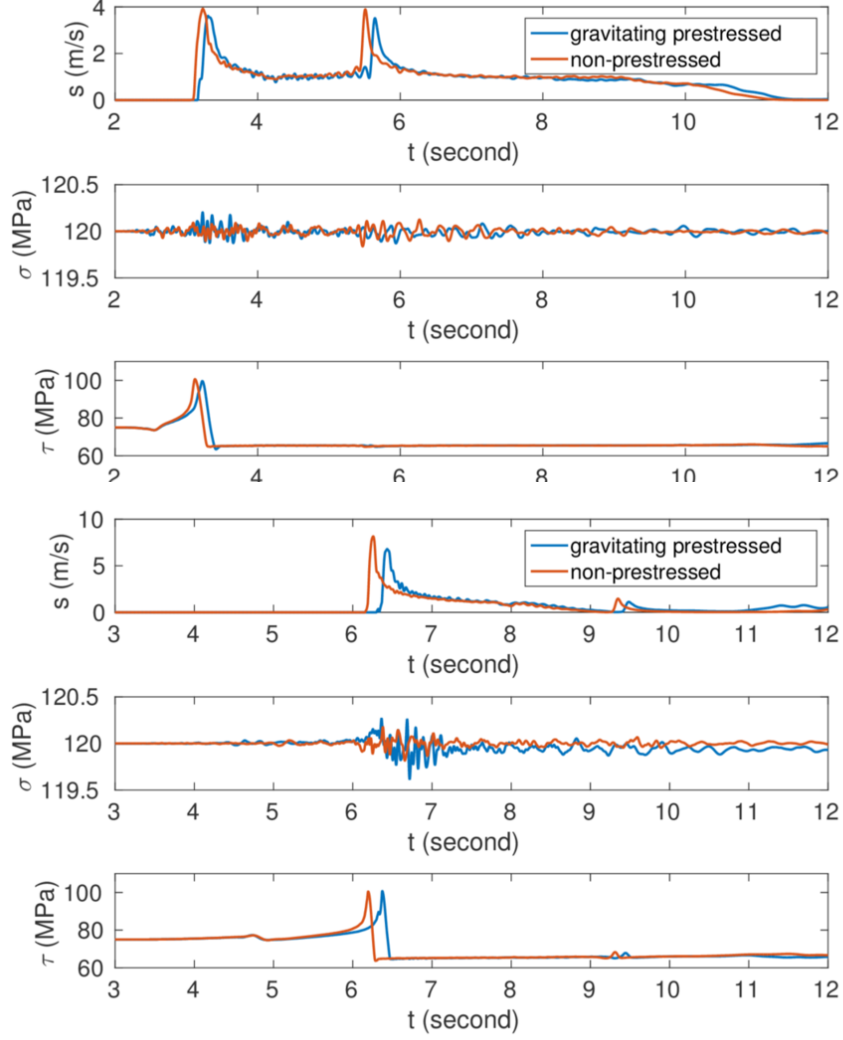 4
2
0
s (m/s)
gravitating prestressed
non-prestressed
2 4 6 8 10 12
t (second)
120.5
120
119.5
σ (MPa)
2 4 6 8 10 12
t (second)
100
80
60
τ (MPa)
2 4 6 8 10 12
10
5
0
s (m/s)
gravitating prestressed
non-prestressed
3 4 5 6 7 8 9 10 11 12
t (second)
120.5
120
119.5
σ (MPa)
3 4 5 6 7 8 9 10 11 12
t (second)
100
80
60
τ (MPa)
3 4 5 6 7 8 9 10 11 12
t (second)